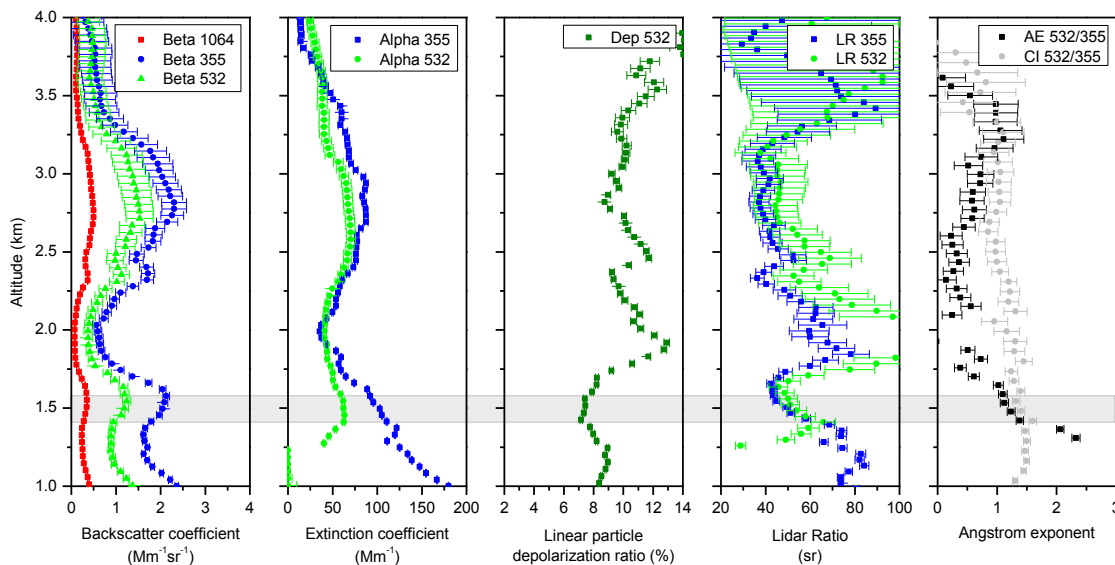 Altitude (km)
4.0
3.5
3.0
2.5
2.0
1.5
1.0
Beta 1064
Beta 355
Beta 532
0 1 2 3 4
Backscatter coefficient
(Mm⁻¹sr⁻¹)
Alpha 355
Alpha 532
0 50 100 150 200
Extinction coefficient
(Mm⁻¹)
Dep 532
0 2 4 6 8 10 12 14
Linear particle
depolarization ratio (%)
LR 355
LR 532
20 40 60 80 100
Lidar Ratio
(sr)
AE 532/355
CI 532/355
0 1 2 3
Angstrom exponent